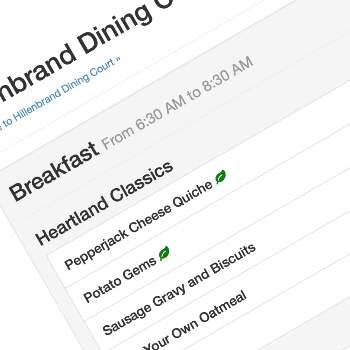 nbrand Dining
to Hillenbrand Dining Court »
Breakfast From 6:30 AM to 8:30 AM
Heartland Classics
Pepperjack Cheese Quiche
Potato Gems
Sausage Gravy and Biscuits
Your Own Oatmeal